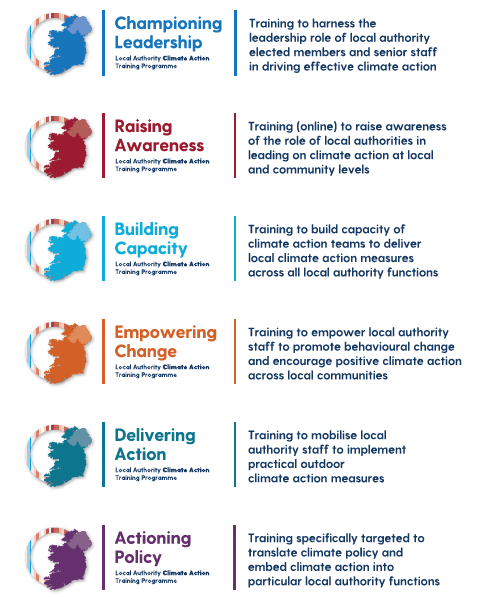 Championing
Leadership
Local Authority Climate Action
Training Programme
Training to harness the
leadership role of local authority
elected members and senior staff
in driving effective climate action
Raising
Awareness
Local Authority Climate Action
Training Programme
Training (online) to raise awareness
of the role of local authorities in
leading on climate action at local
and community levels
Building
Capacity
Local Authority Climate Action
Training Programme
Training to build capacity of
climate action teams to deliver
local climate action measures
across all local authority functions
Empowering
Change
Local Authority Climate Action
Training Programme
Training to empower local authority
staff to promote behavioural change
and encourage positive climate action
across local communities
Delivering
Action
Local Authority Climate Action
Training Programme
Training to mobilise local
authority staff to implement
practical outdoor
climate action measures
Actioning
Policy
Local Authority Climate Action
Training Programme
Training specifically targeted to
translate climate policy and
embed climate action into
particular local authority functions